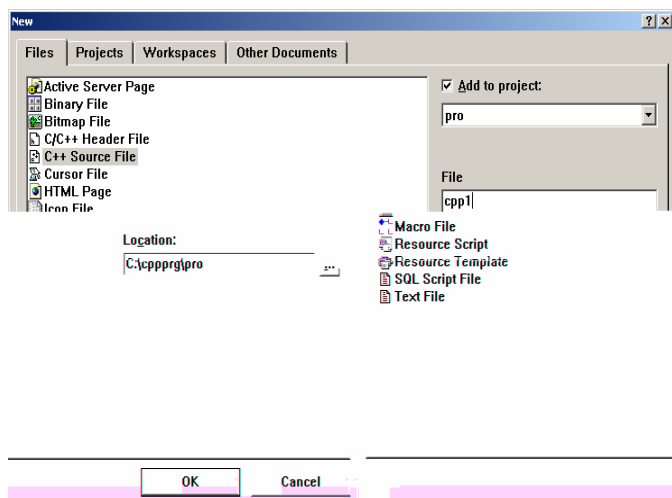 New
Files Projects Workspaces Other Documents
Active Server Page
Binary File
Bitmap File
C/C++ Header File
C++ Source File
Cursor File
HTML Page
Icon File
Add to project:
pro
File
cpp1
Location:
C:\cppprg\pro
...
Macro File
Resource Script
Resource Template
SQL Script File
Text File
OK Cancel